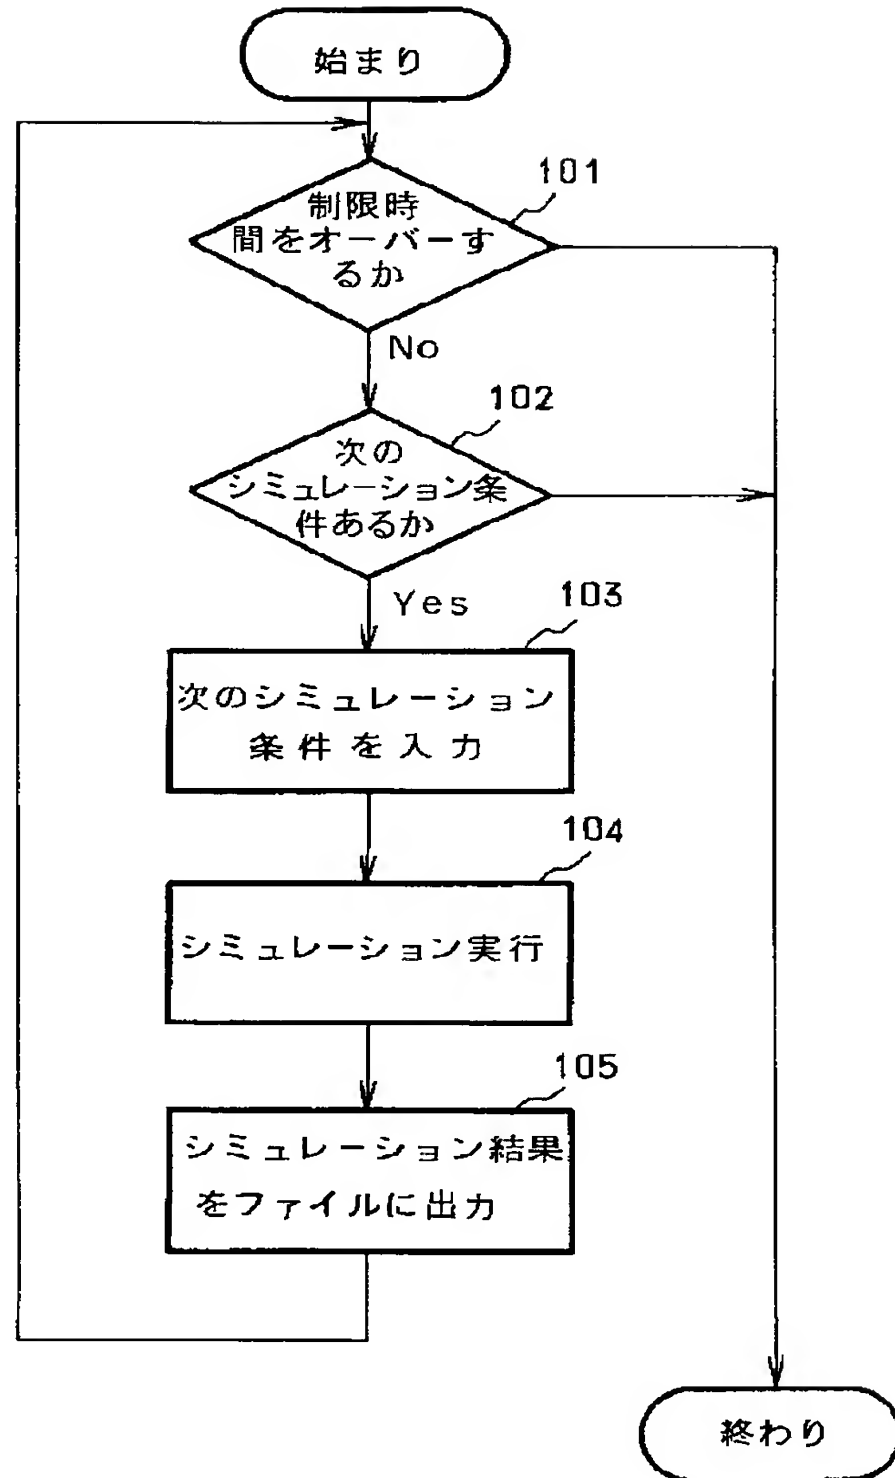 始まり
101
制限時
間をオーバーす
るか
No
102
次の
シミュレーション条
件あるか
Yes
103
次のシミュレーション
条件を入力
104
シミュレーション実行
105
シミュレーション結果
をファイルに出力
終わり